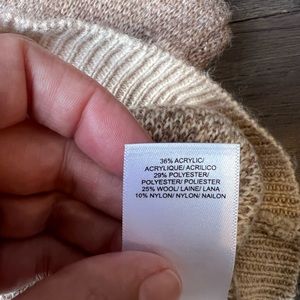 36% ACRYLIC/
ACRYLIQUE/ ACRILICO
29% POLYESTER/
POLYESTER/ POLIESTER
25% WOOL/ LAINE/ LANA
10% NYLON/ NYLON/ NAILON